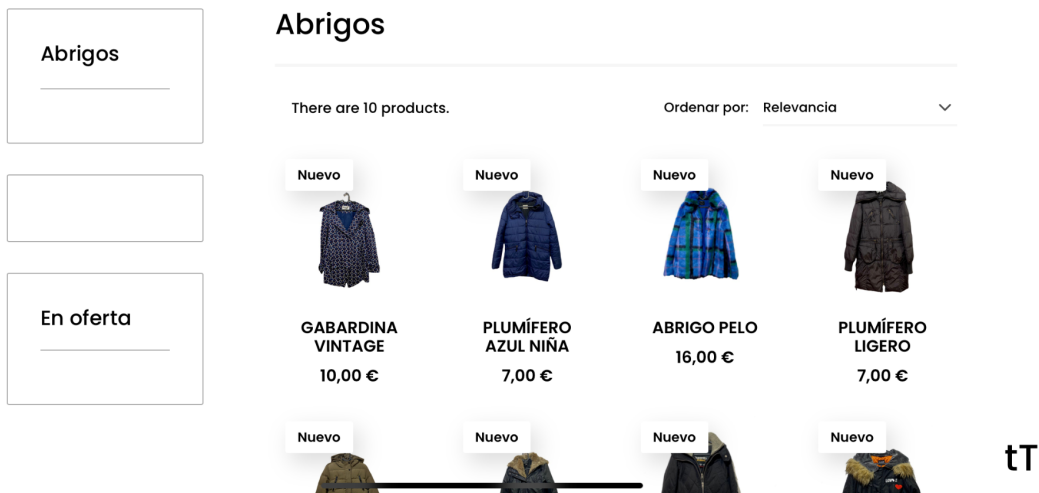 Abrigos
En oferta
Abrigos
There are 10 products.
Ordenar por: Relevancia
Nuevo Nuevo Nuevo Nuevo
GABARDINA VINTAGE
10,00 €
PLUMÍFERO AZUL NIÑA
7,00 €
ABRIGO PELO
16,00 €
PLUMÍFERO LIGERO
7,00 €
Nuevo Nuevo Nuevo Nuevo
tT